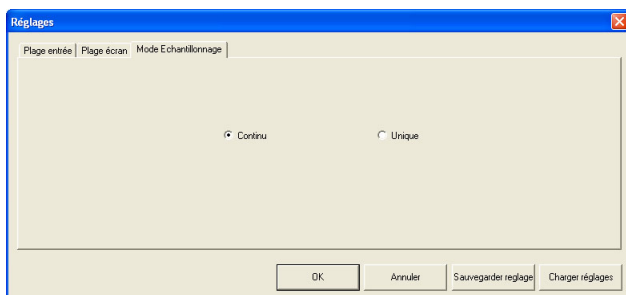 Réglages
Plage entrée Plage écran Mode Echantillonnage
Continu Unique
OK Annuler Sauvegarder reglage Charger réglages